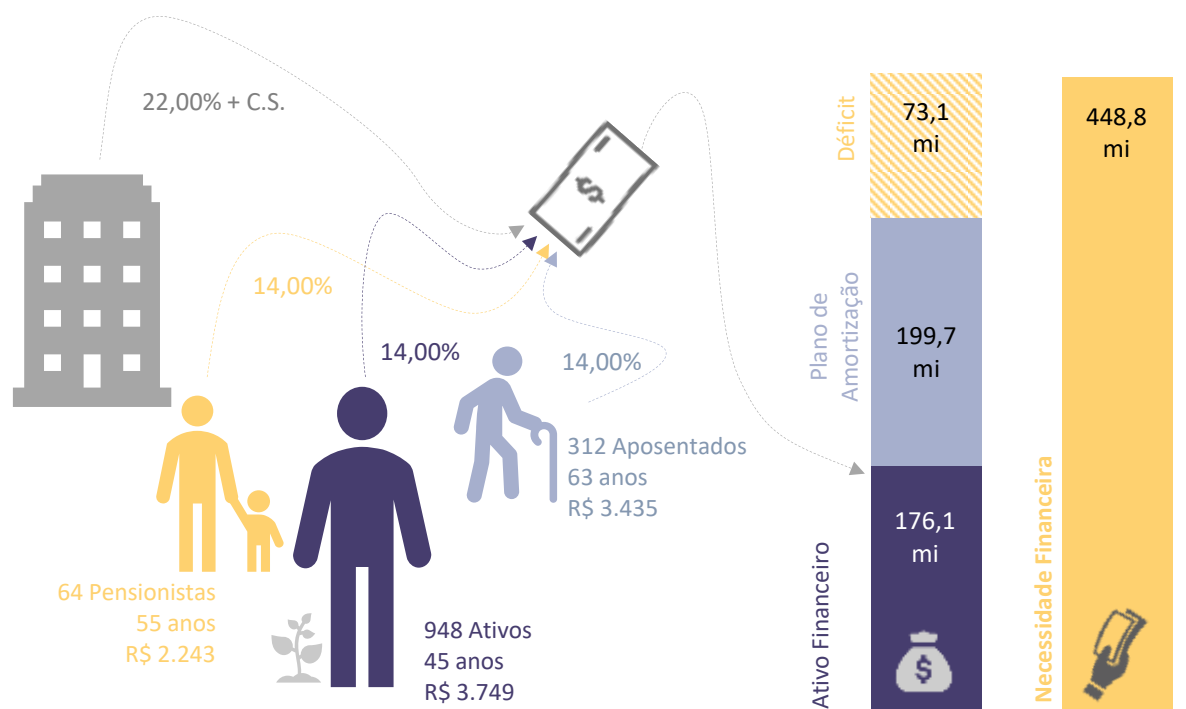 22,00% + C.S.
14,00%
14,00%
14,00%
64 Pensionistas
55 anos
R$ 2.243
948 Ativos
45 anos
R$ 3.749
312 Aposentados
63 anos
R$ 3.435
Déficit
73,1
mi
Plano de
Amortização
199,7
mi
Ativo Financeiro
176,1
mi
$
Necessidade Financeira
448,8
mi
$